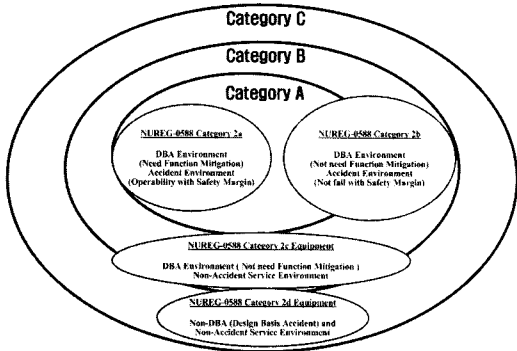 Category C
Category B
Category A
NUREG-0588 Category 2a
DBA Environment
(Need Function Mitigation)
Accident Environment
(Operability with Safety Margin)
NUREG-0588 Category 2b
DBA Environment
(Not need Function Mitigation)
Accident Environment
(Not fail with Safety Margin)
NUREG-0588 Category 2c Equipment
DBA Environment ( Not need Function Mitigation )
Non-Accident Service Environment
NUREG-0588 Category 2d Equipment
Non-DBA (Design Basis Accident) and
Non-Accident Service Environment